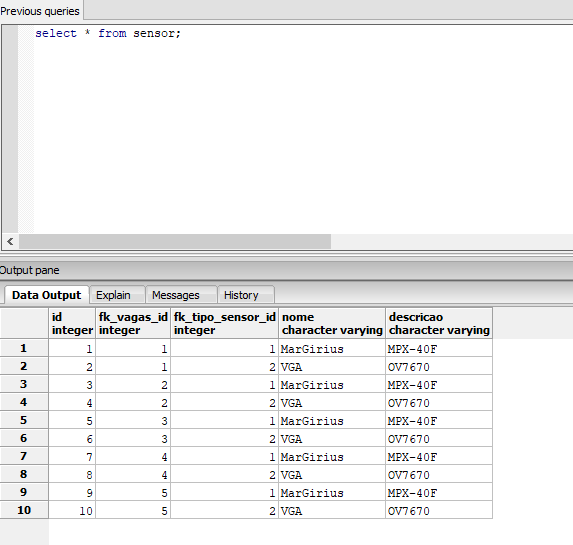 Previous queries
select * from sensor;
Output pane
Data Output Explain Messages History
id fk_vagas_id fk_tipo_sensor_id nome descricao
integer integer integer character varying character varying
1 1 1 1 MarGirius MPX-40F
2 2 1 2 VGA OV7670
3 3 2 1 MarGirius MPX-40F
4 4 2 2 VGA OV7670
5 5 3 1 MarGirius MPX-40F
6 6 3 2 VGA OV7670
7 7 4 1 MarGirius MPX-40F
8 8 4 2 VGA OV7670
9 9 5 1 MarGirius MPX-40F
10 10 5 2 VGA OV7670